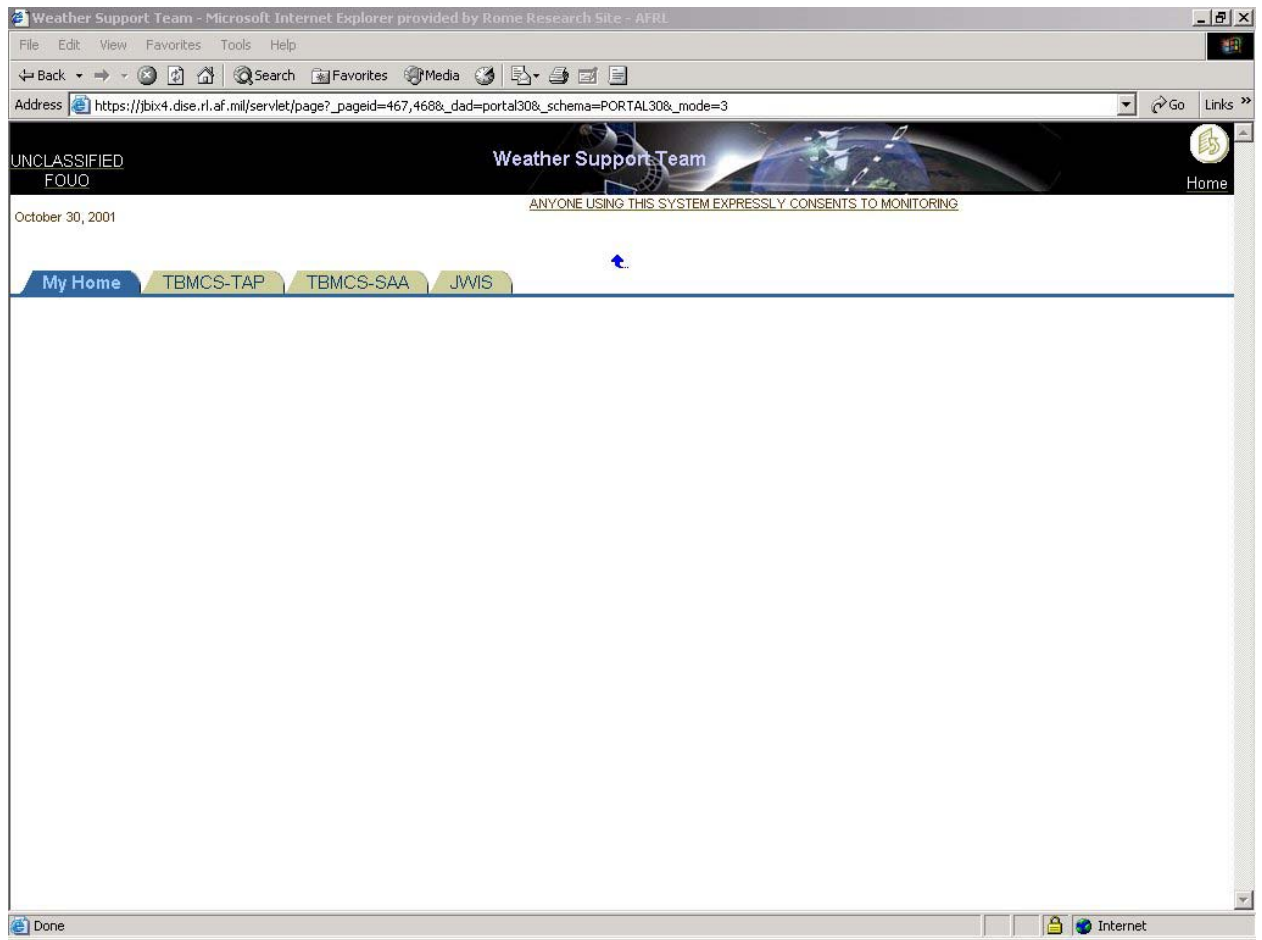 Weather Support Team - Microsoft Internet Explorer provided by Rome Research Site - AFRL
File Edit View Favorites Tools Help
Back Search Favorites Media
Address https://jbix4.dise.rl.af.mil/servlet/page?_pageid=467,468&_dad=portal30&_schema=PORTAL30&_mode=3 Go Links »
UNCLASSIFIED
FOUO
Weather Support Team
Home
ANYONE USING THIS SYSTEM EXPRESSLY CONSENTS TO MONITORING
October 30, 2001
My Home TBMCS-TAP TBMCS-SAA JWIS
Done Internet